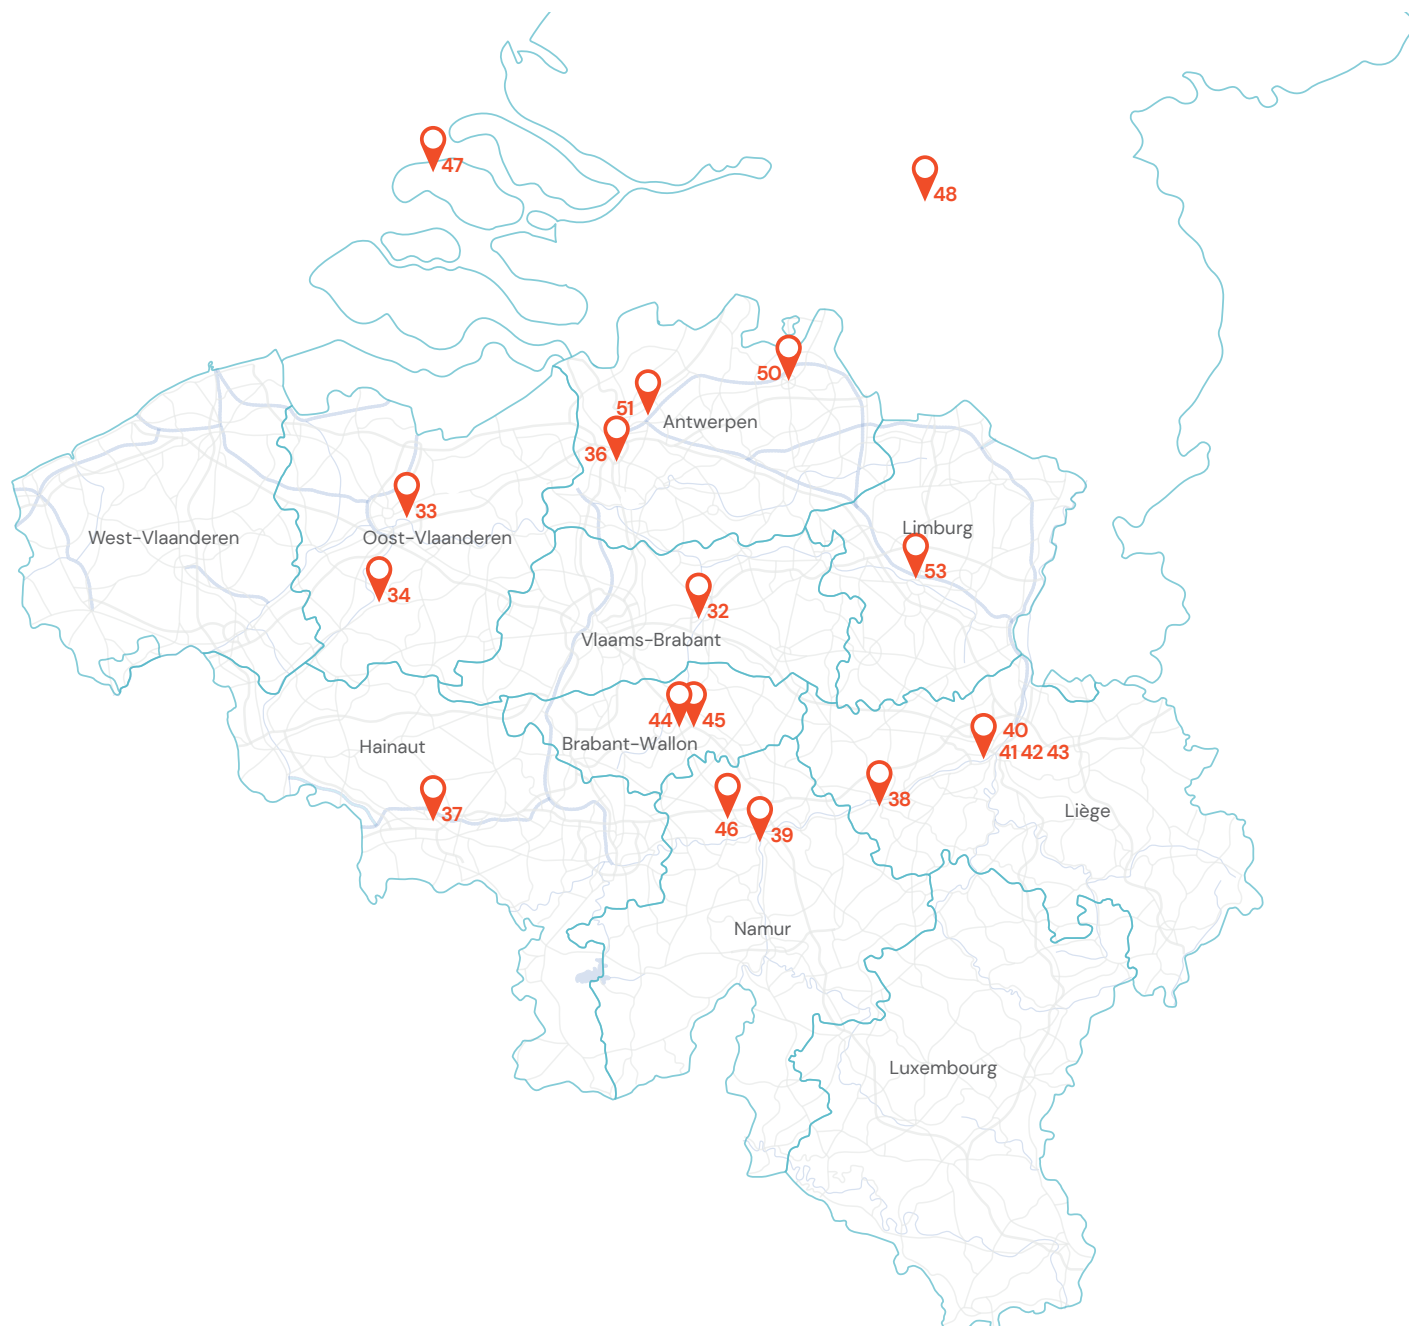 47
48
50
51
Antwerpen
36
33
West-Vlaanderen
Oost-Vlaanderen
Limburg
53
34
32
Vlaams-Brabant
44
45
40
41 42 43
Brabant-Wallon
Hainaut
38
Liège
37
46
39
Namur
Luxembourg